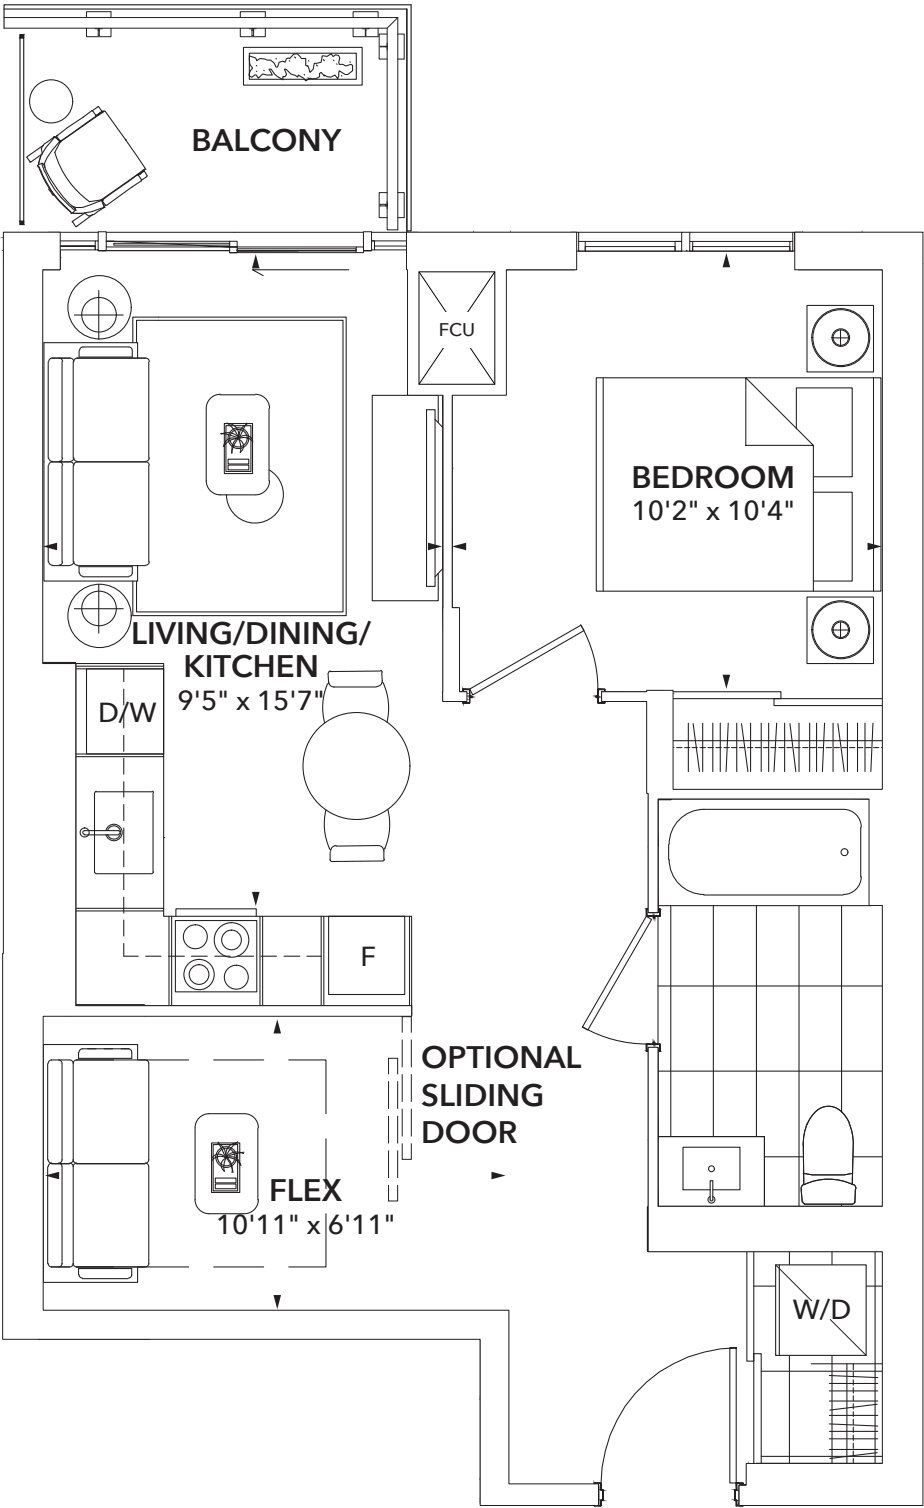 BALCONY
FCU
BEDROOM
10'2" x 10'4"
LIVING/DINING/
KITCHEN
9'5" x 15'7"
D/W
F
OPTIONAL
SLIDING
DOOR
FLEX
10'11" x 6'11"
W/D